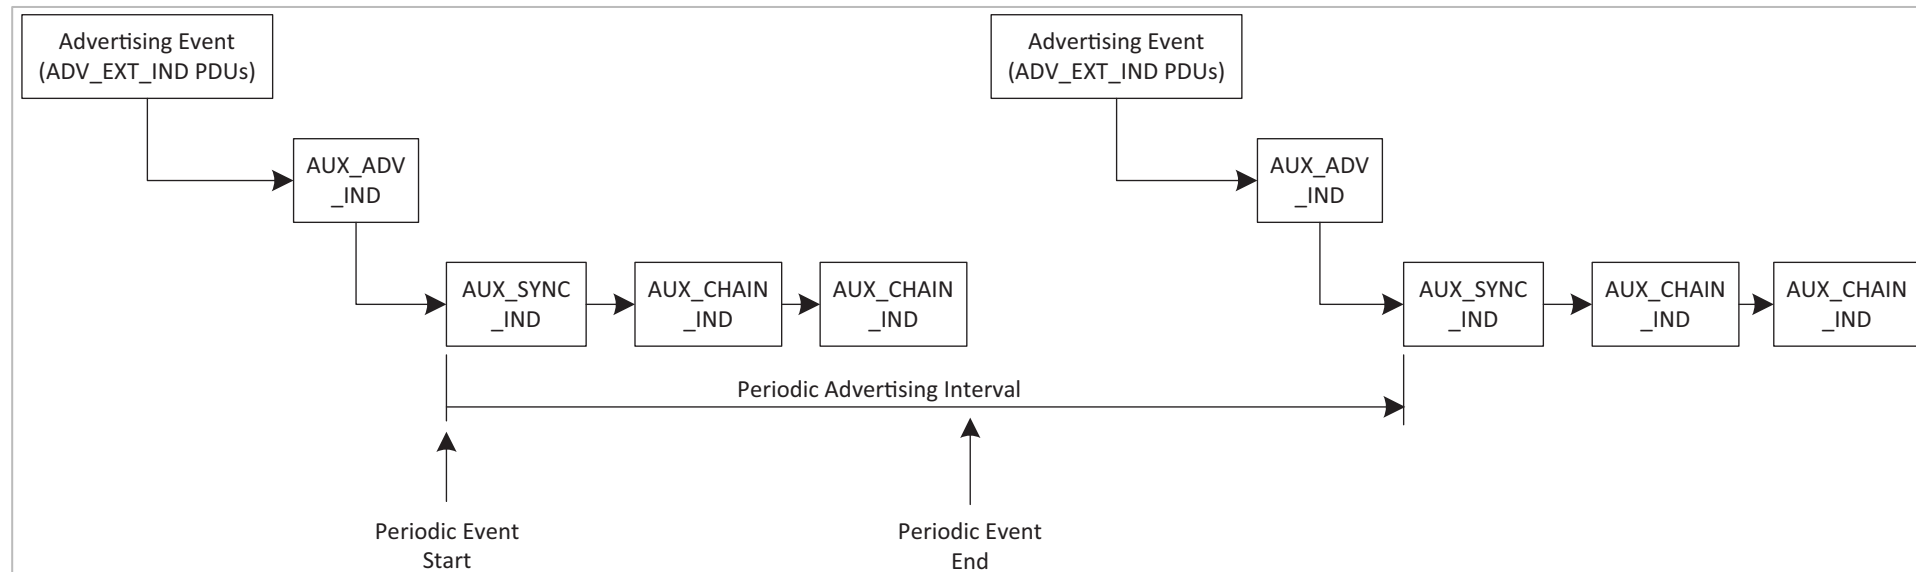 Advertising Event
(ADV_EXT_IND PDUs)
Advertising Event
(ADV_EXT_IND PDUs)
AUX_ADV
_IND
AUX_ADV
_IND
AUX_SYNC
_IND
AUX_CHAIN
_IND
AUX_CHAIN
_IND
AUX_SYNC
_IND
AUX_CHAIN
_IND
AUX_CHAIN
_IND
Periodic Advertising Interval
Periodic Event
Start
Periodic Event
End